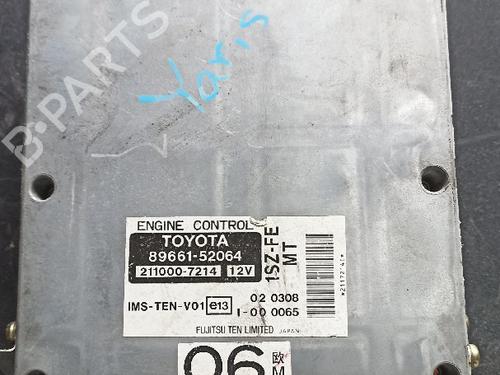 B-PARTS
Yaris
ENGINE CONTROL
TOYOTA
89661-52064
211000-7214 12V
1SZ-FE
MT
IMS-TEN-V01 e13
02 0308
I-00 0065
FUJITSU TEN LIMITED JAPAN
06
欧
M